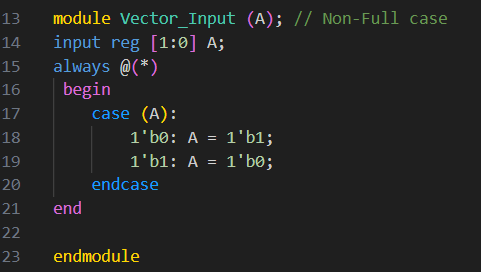 13 module Vector_Input (A); // Non-Full case
14 input reg [1:0] A;
15 always @(*)
16 begin
17 case (A):
18 1'b0: A = 1'b1;
19 1'b1: A = 1'b0;
20 endcase
21 end
22
23 endmodule